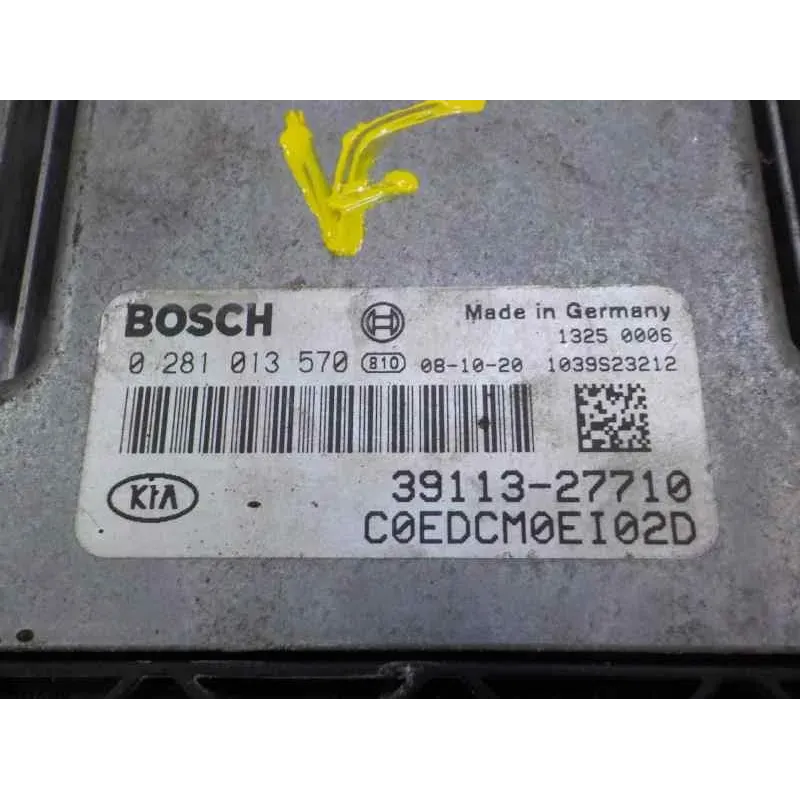 BOSCH Made in Germany
1325 0006
0 281 013 570 810 08-10-20 1039S23212
KIA 39113-27710
C0EDCM0EI02D